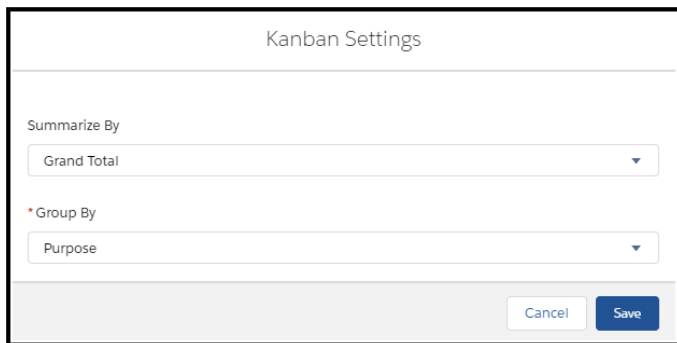 Kanban Settings
Summarize By
Grand Total
* Group By
Purpose
Cancel Save